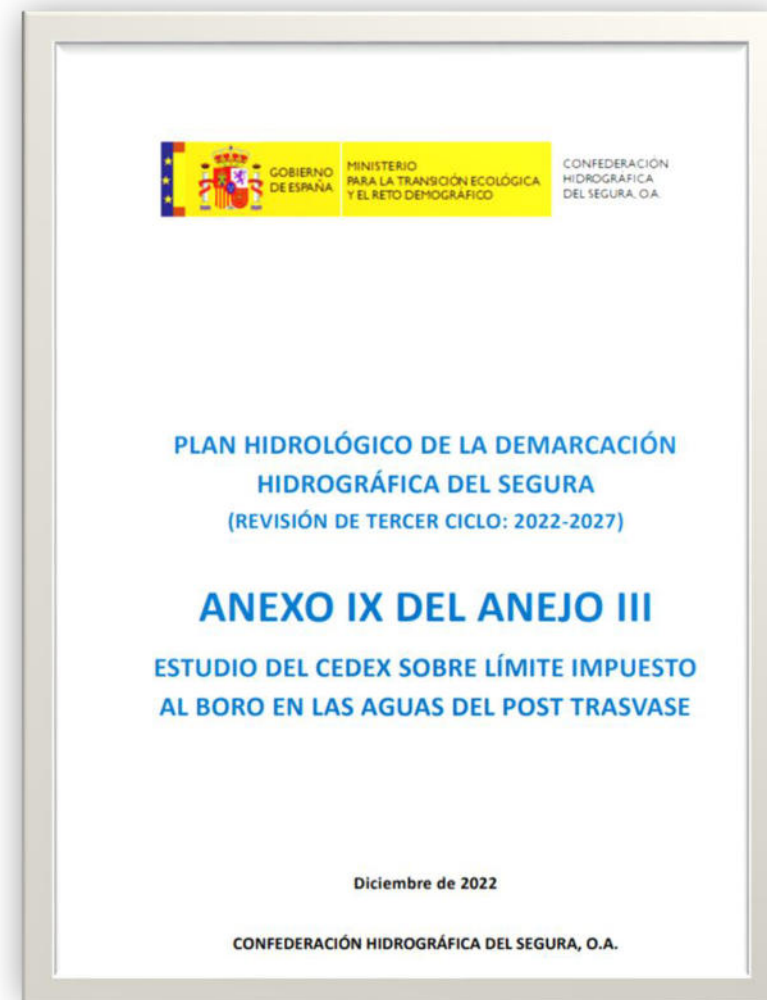 GOBIERNO
DE ESPAÑA
MINISTERIO
PARA LA TRANSICIÓN ECOLÓGICA
Y EL RETO DEMOGRÁFICO
CONFEDERACIÓN
HIDROGRÁFICA
DEL SEGURA, O.A.
PLAN HIDROLÓGICO DE LA DEMARCACIÓN
HIDROGRÁFICA DEL SEGURA
(REVISIÓN DE TERCER CICLO: 2022-2027)
ANEXO IX DEL ANEJO III
ESTUDIO DEL CEDEX SOBRE LÍMITE IMPUESTO
AL BORO EN LAS AGUAS DEL POST TRASVASE
Diciembre de 2022
CONFEDERACIÓN HIDROGRÁFICA DEL SEGURA, O.A.